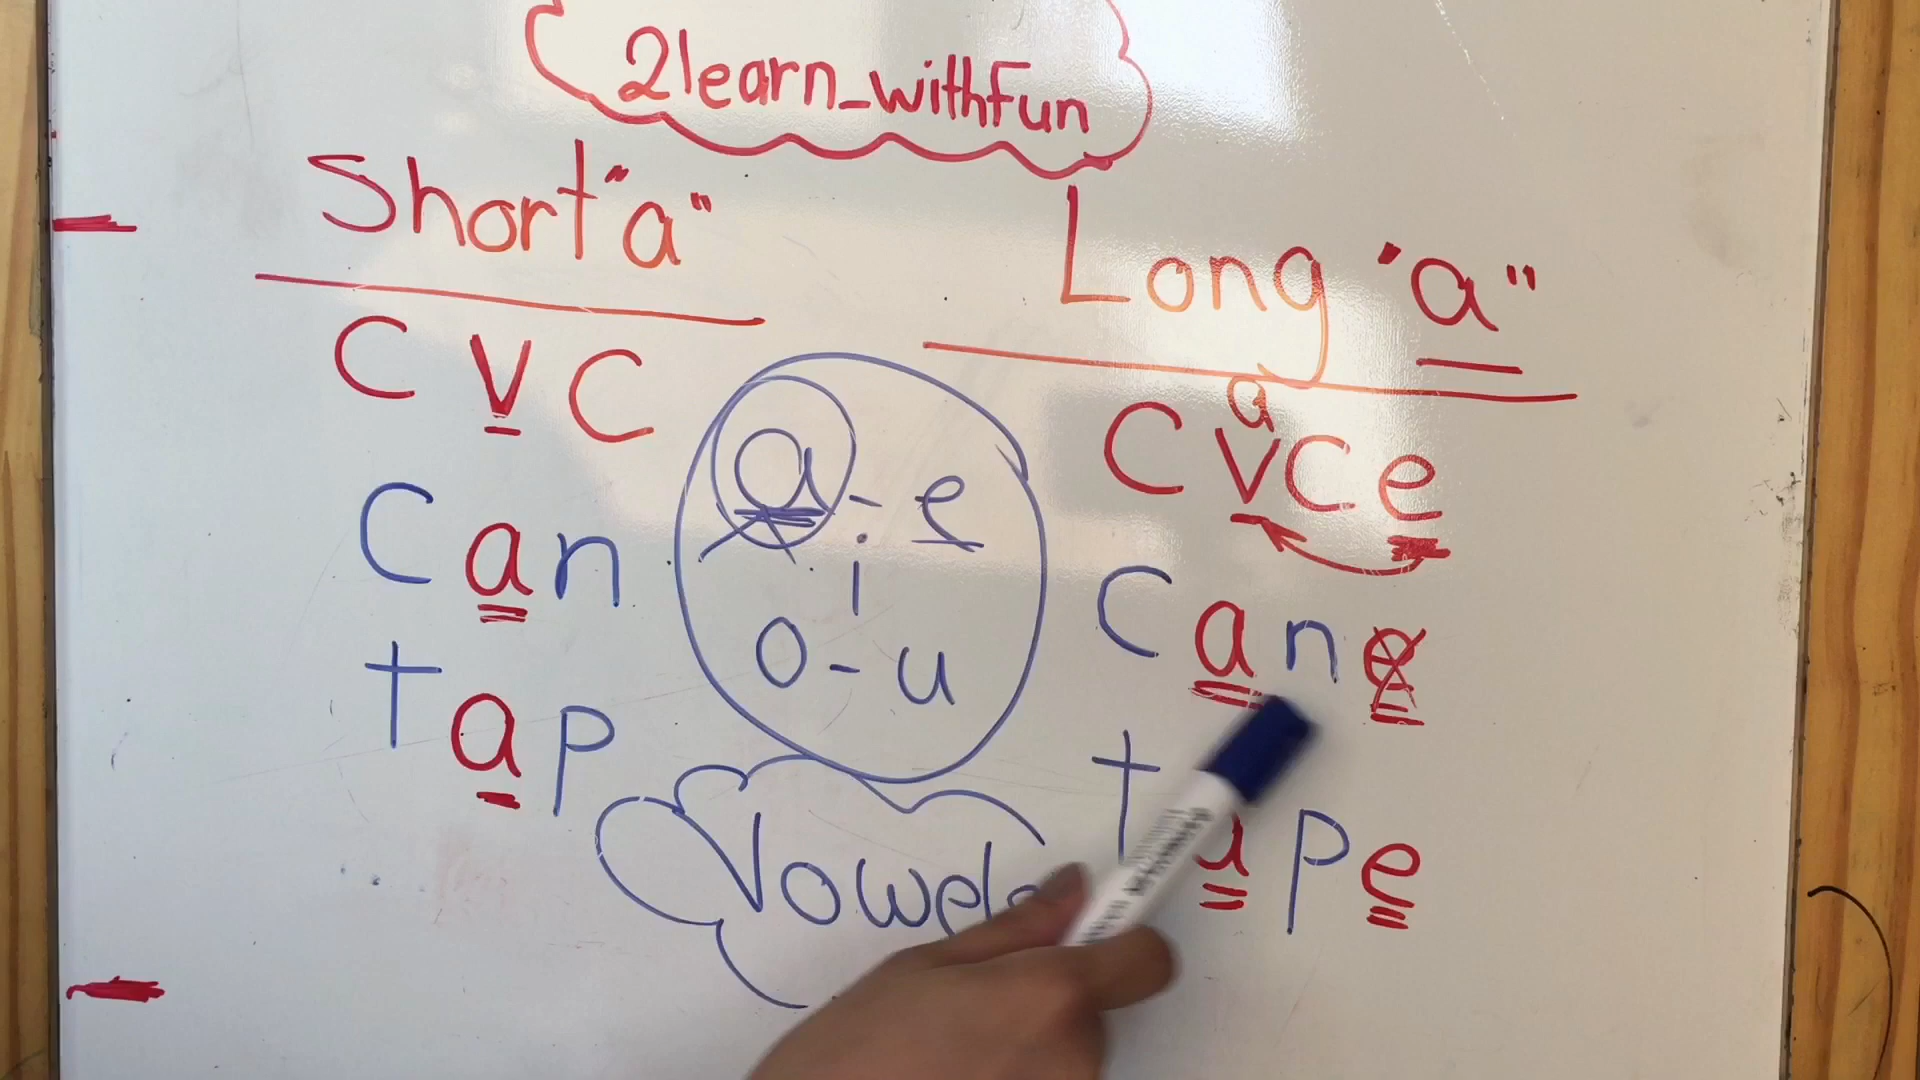 2learn_withfun
Short "a"
CVC
Can
tap
a - e
i
o - u
Vowels
Long "a"
a
CVCe
Cane
tape